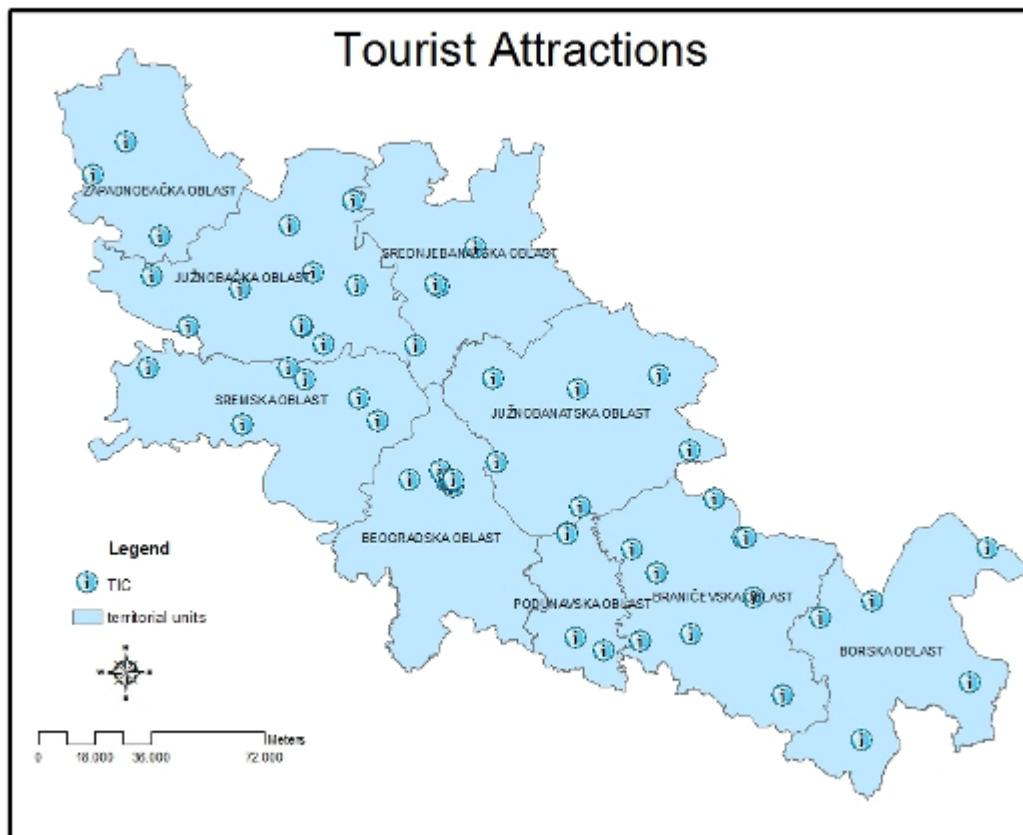 Tourist Attractions
ZAPADNOBAČKA OBLAST
SREDNJEBANATSKA OBLAST
JUŽNOBAČKA OBLAST
SREMSKA OBLAST
JUŽNOBANATSKA OBLAST
BEOGRADSKA OBLAST
PODUNAVSKA OBLAST
BRANIČEVSKA OBLAST
BORSKA OBLAST
Legend
TIC
territorial units
Meters
0 18.000 36.000 72.000